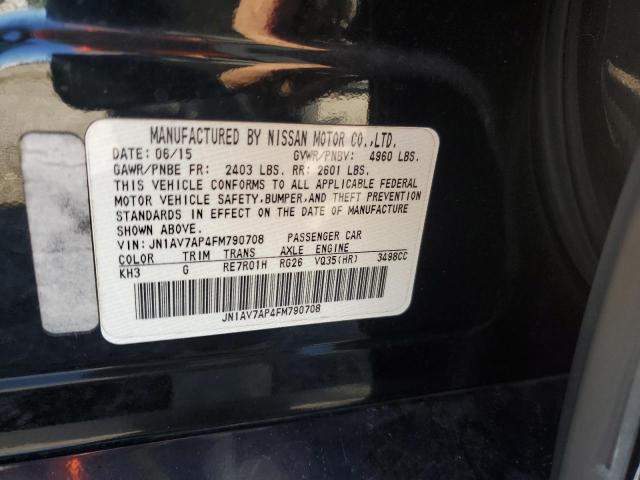 MANUFACTURED BY NISSAN MOTOR CO.,LTD.
DATE: 06/15 GVWR/PNBV: 4960 LBS.
GAWR/PNBE FR: 2403 LBS. RR: 2601 LBS.
THIS VEHICLE CONFORMS TO ALL APPLICABLE FEDERAL
MOTOR VEHICLE SAFETY,BUMPER,AND THEFT PREVENTION
STANDARDS IN EFFECT ON THE DATE OF MANUFACTURE
SHOWN ABOVE.
VIN: JN1AV7AP4FM790708 PASSENGER CAR
COLOR TRIM TRANS AXLE ENGINE
KH3 G RE7R01H RG26 VQ35(HR) 3498CC
JN1AV7AP4FM790708